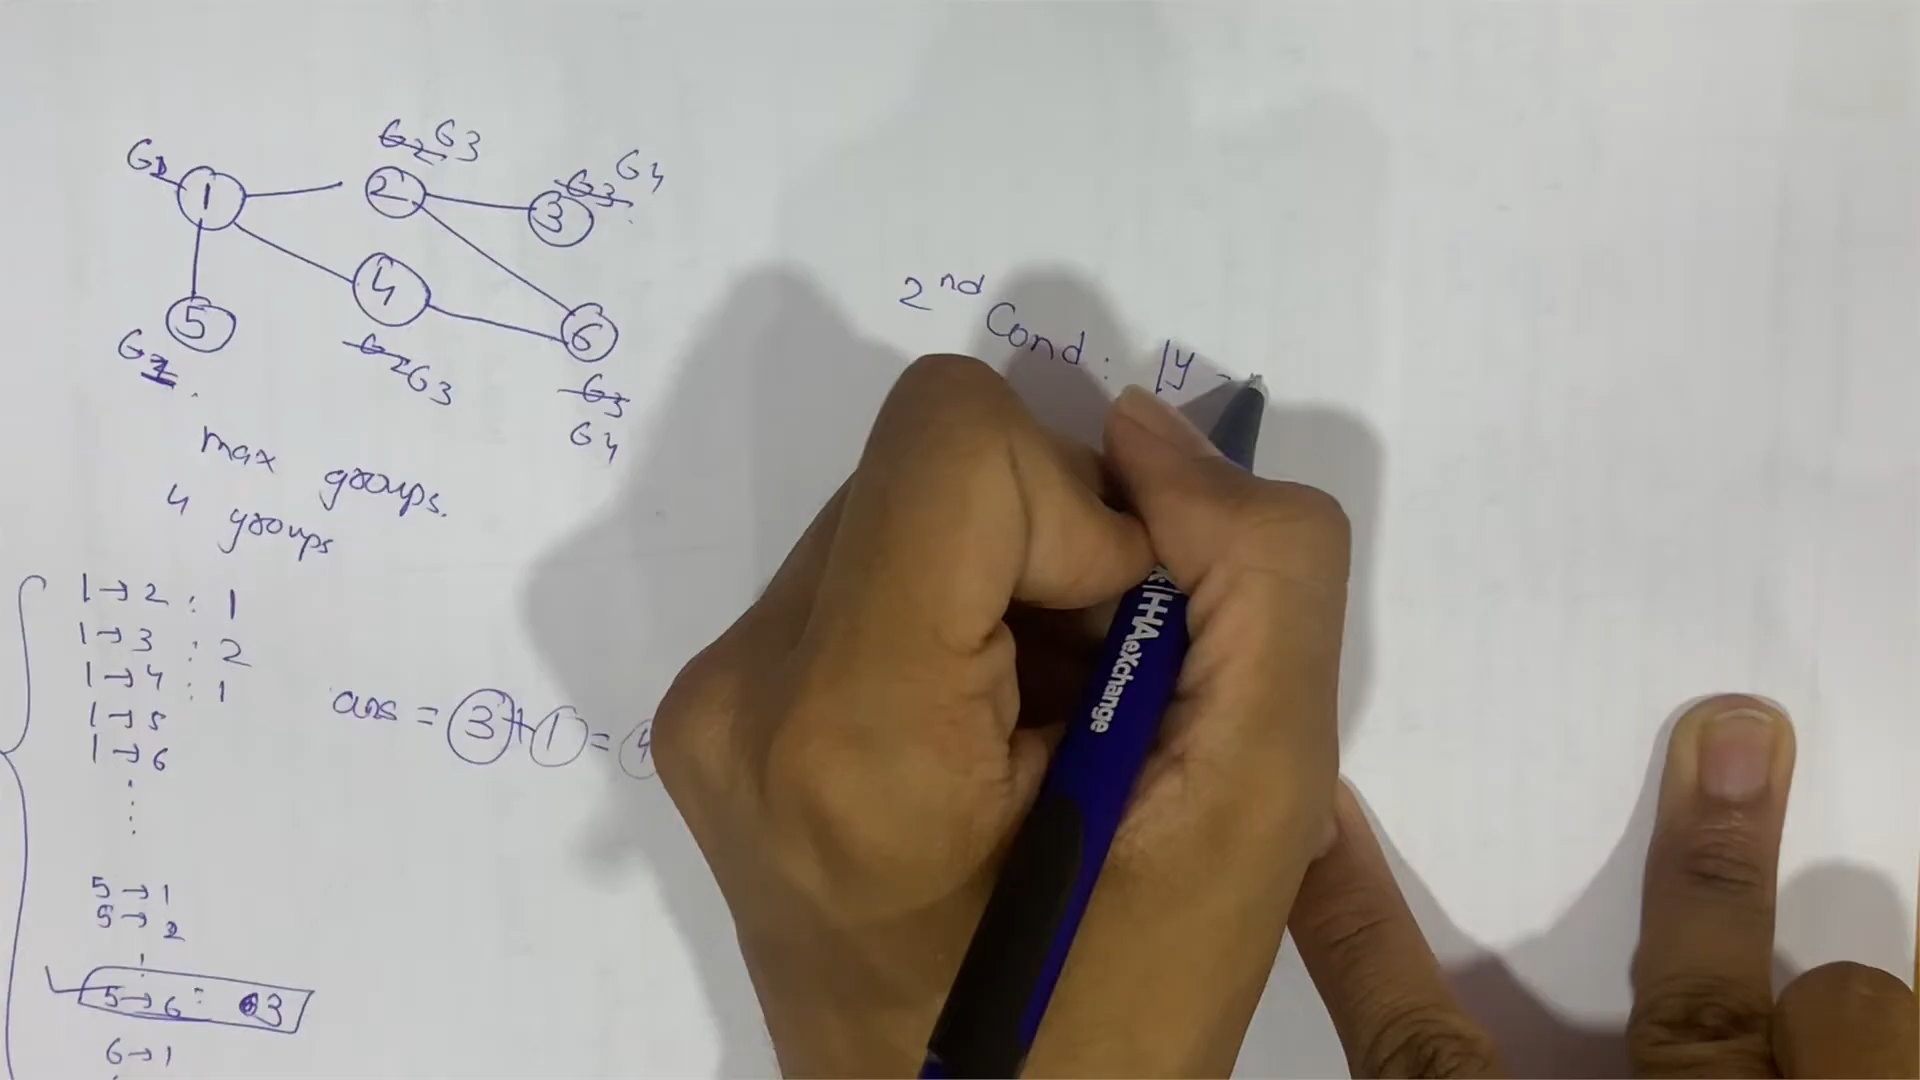 G2 G3
G4
G3
G1
1
2
3
4
5
6
G1
G2 G3
G3
G4
max groups.
4 groups
1→2 : 1
1→3 : 2
1→4 : 1
1→5
1→6
ans = 3+1=4
5→1
5→2
5→6 : 3
6→1
2nd Cond: |y -
HHAeXchange